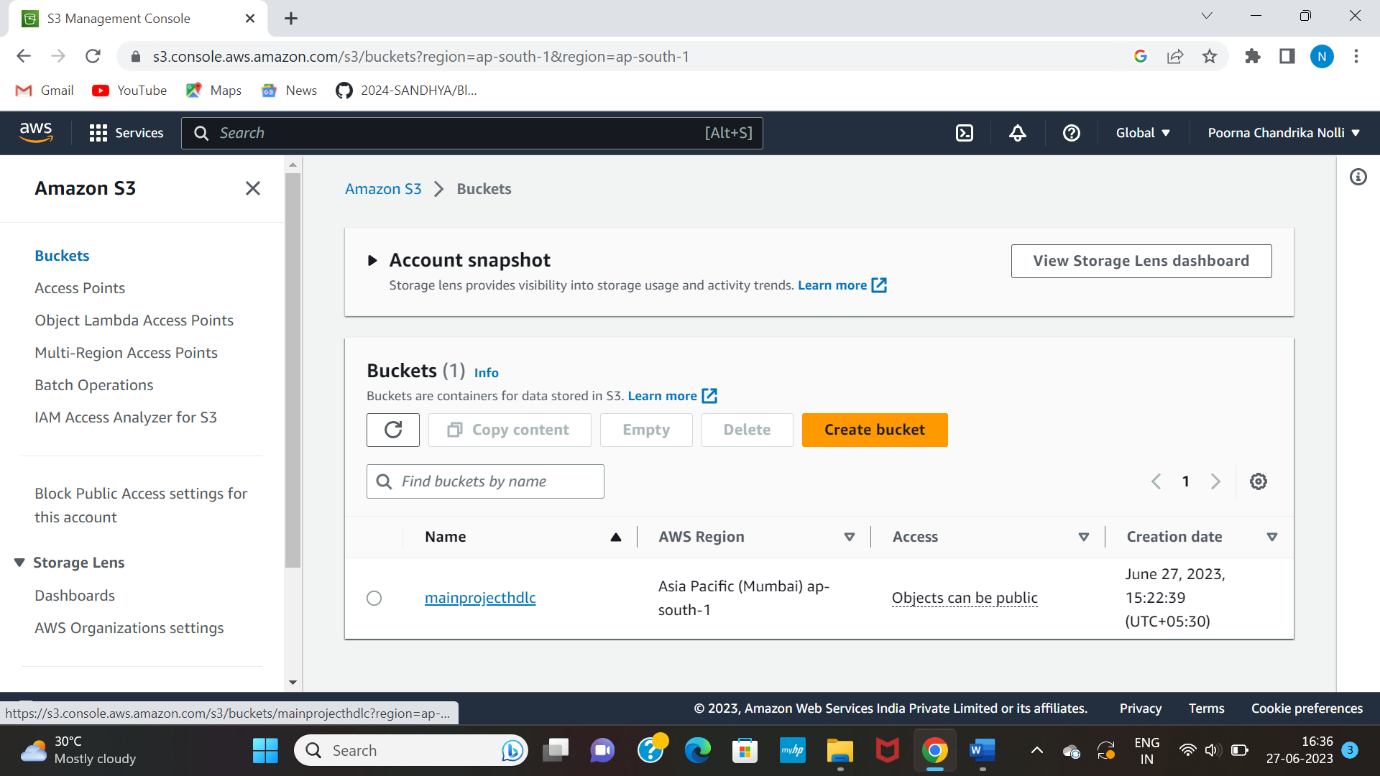 S3 Management Console
s3.console.aws.amazon.com/s3/buckets?region=ap-south-1&region=ap-south-1
G
N
Gmail
YouTube
Maps
News
2024-SANDHYA/BI...
aws
Services
Search
[Alt+S]
Global
Poorna Chandrika Nolli
Amazon S3
Buckets
Access Points
Object Lambda Access Points
Multi-Region Access Points
Batch Operations
IAM Access Analyzer for S3
Block Public Access settings for
this account
Storage Lens
Dashboards
AWS Organizations settings
Amazon S3 > Buckets
Account snapshot
View Storage Lens dashboard
Storage lens provides visibility into storage usage and activity trends. Learn more
Buckets (1) Info
Buckets are containers for data stored in S3. Learn more
Copy content
Empty
Delete
Create bucket
Find buckets by name
1
Name
AWS Region
Access
Creation date
mainprojecthdlc
Asia Pacific (Mumbai) ap-
south-1
Objects can be public
June 27, 2023,
15:22:39
(UTC+05:30)
https://s3.console.aws.amazon.com/s3/buckets/mainprojecthdlc?region=ap-...
© 2023, Amazon Web Services India Private Limited or its affiliates.
Privacy
Terms
Cookie preferences
30°C
Mostly cloudy
Search
myhp
ENG
IN
16:36
27-06-2023
3